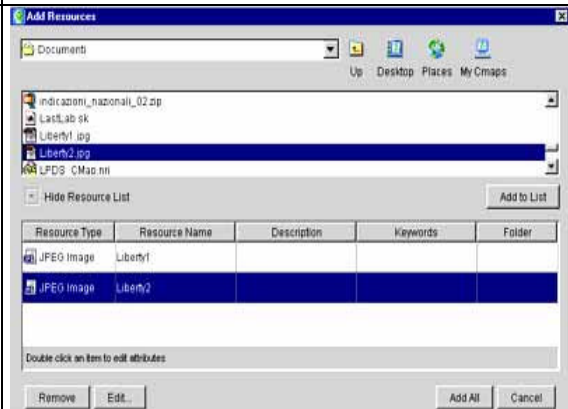 Add Resources
Documenti
Up Desktop Places My Cmaps
indicazioni_nazionali_02.zip
LastLab.sk
Liberty1.jpg
Liberty2.jpg
LPDS_CMap.nri
Hide Resource List
Add to List
Resource Type Resource Name Description Keywords Folder
JPEG Image Liberty1
JPEG Image Liberty2
Double click an item to edit attributes
Remove Edit... Add All Cancel